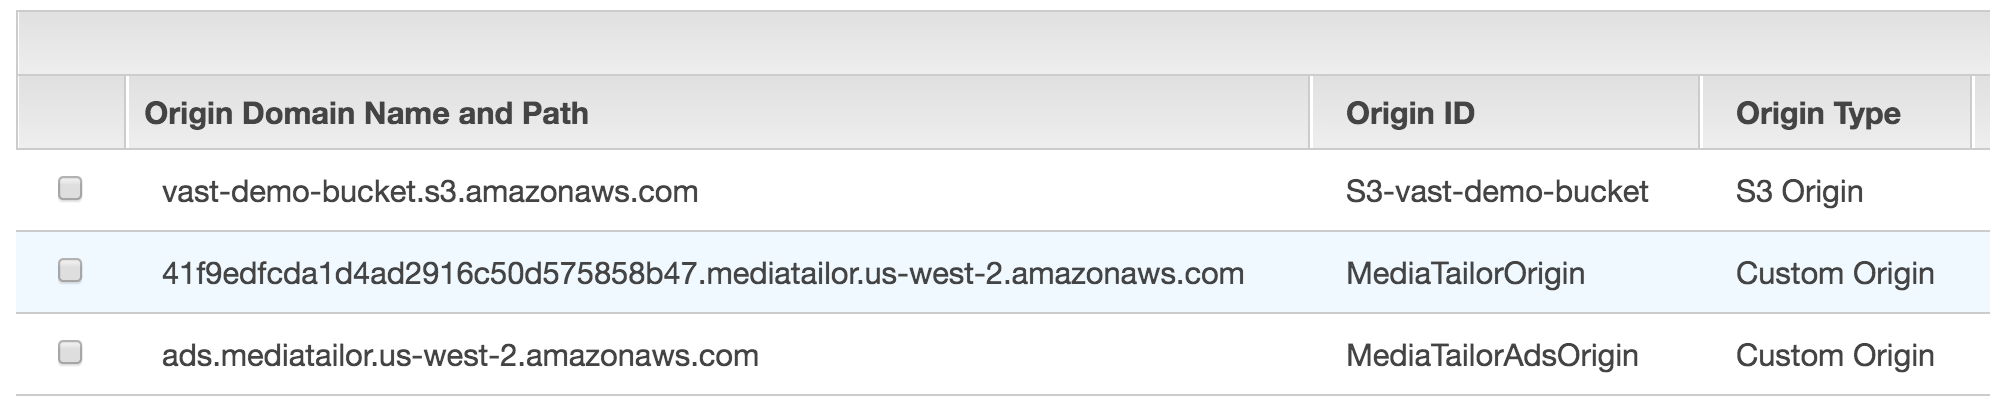 Origin Domain Name and Path Origin ID Origin Type
vast-demo-bucket.s3.amazonaws.com S3-vast-demo-bucket S3 Origin
41f9edfcda1d4ad2916c50d575858b47.mediatailor.us-west-2.amazonaws.com MediaTailorOrigin Custom Origin
ads.mediatailor.us-west-2.amazonaws.com MediaTailorAdsOrigin Custom Origin